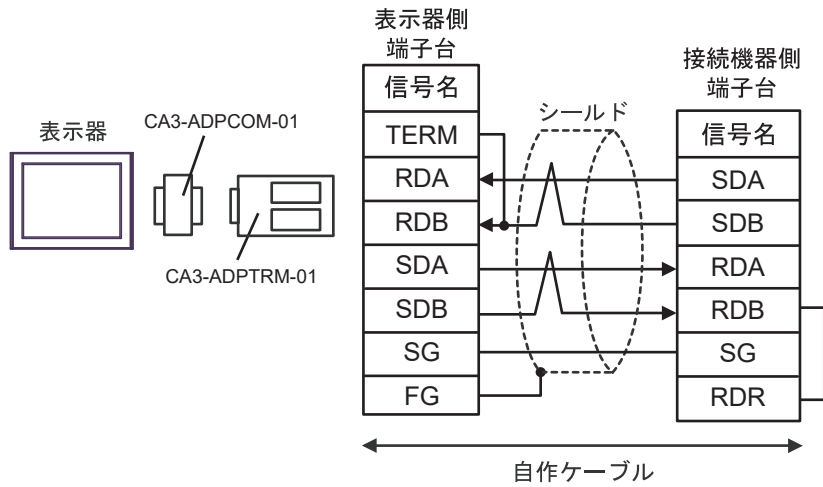 表示器
CA3-ADPCOM-01
CA3-ADPTRM-01
表示器側
端子台
信号名
TERM
RDA
RDB
SDA
SDB
SG
FG
シールド
接続機器側
端子台
信号名
SDA
SDB
RDA
RDB
SG
RDR
自作ケーブル